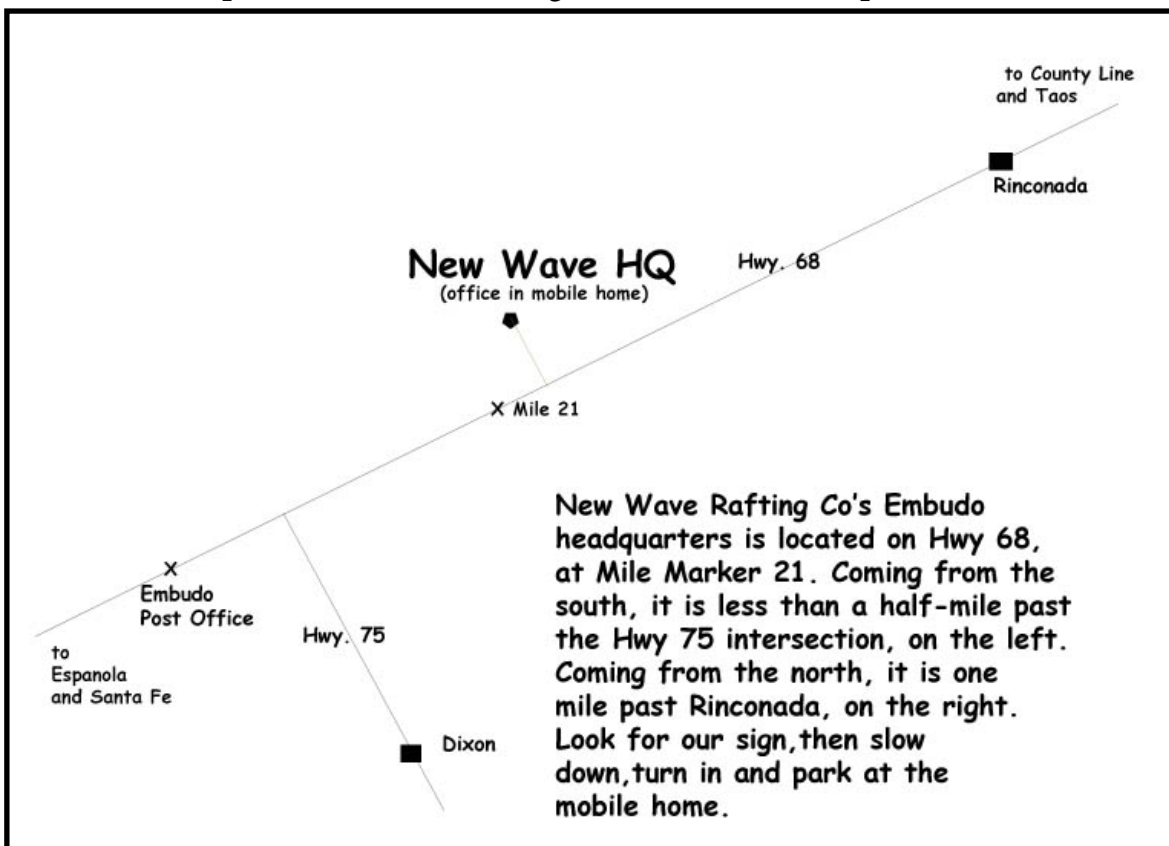 to County Line
and Taos
Rinconada
New Wave HQ
(office in mobile home)
Hwy. 68
X Mile 21
X
Embudo
Post Office
Hwy. 75
to
Espanola
and Santa Fe
Dixon
New Wave Rafting Co's Embudo
headquarters is located on Hwy 68,
at Mile Marker 21. Coming from the
south, it is less than a half-mile past
the Hwy 75 intersection, on the left.
Coming from the north, it is one
mile past Rinconada, on the right.
Look for our sign,then slow
down,turn in and park at the
mobile home.